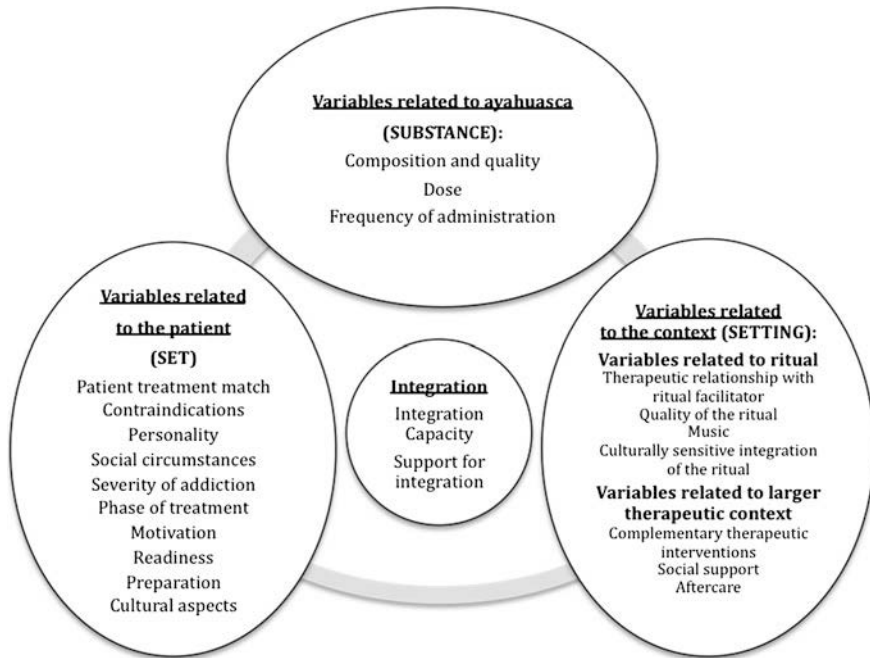 Variables related to ayahuasca
(SUBSTANCE):
Composition and quality
Dose
Frequency of administration
Variables related
to the patient
(SET)
Patient treatment match
Contraindications
Personality
Social circumstances
Severity of addiction
Phase of treatment
Motivation
Readiness
Preparation
Cultural aspects
Integration
Integration
Capacity
Support for
integration
Variables related
to the context (SETTING):
Variables related to ritual
Therapeutic relationship with
ritual facilitator
Quality of the ritual
Music
Culturally sensitive integration
of the ritual
Variables related to larger
therapeutic context
Complementary therapeutic
interventions
Social support
Aftercare